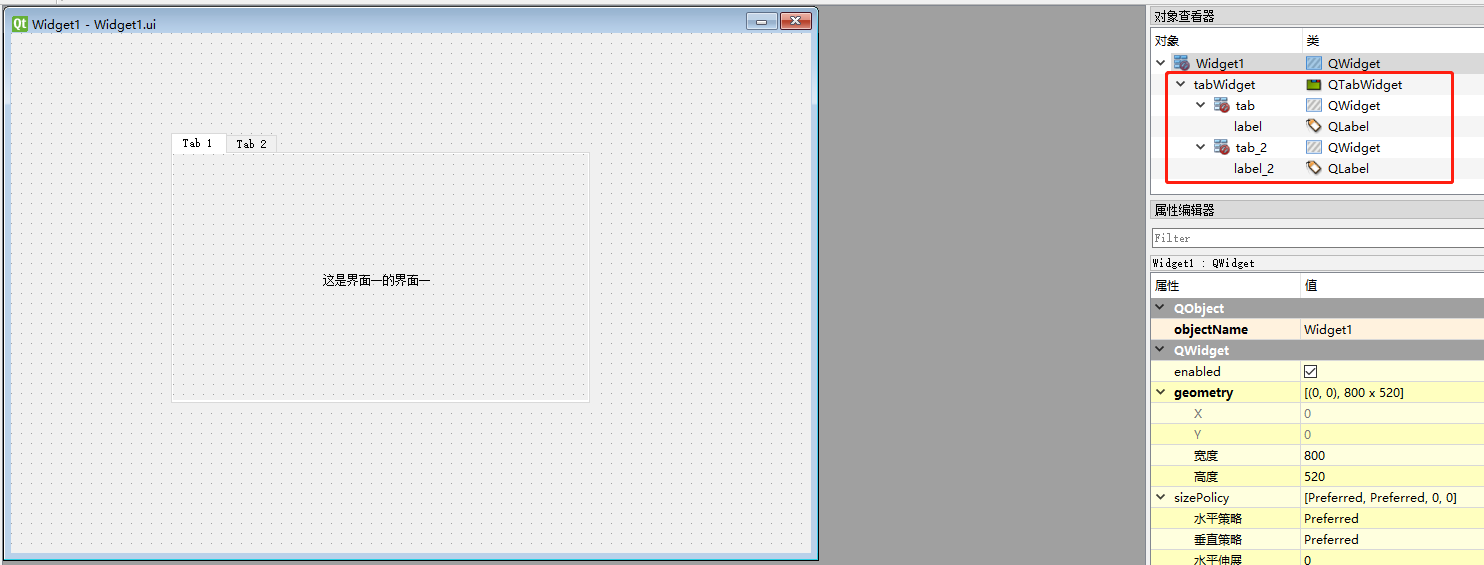 Qt Widget1 - Widget1.ui
Tab 1 Tab 2
这是界面一的界面一
对象查看器
对象 类
Widget1 QWidget
tabWidget QTabWidget
tab QWidget
label QLabel
tab_2 QWidget
label_2 QLabel
属性编辑器
Filter
Widget1 : QWidget
属性 值
QObject
objectName Widget1
QWidget
enabled
geometry [(0, 0), 800 x 520]
X 0
Y 0
宽度 800
高度 520
sizePolicy [Preferred, Preferred, 0, 0]
水平策略 Preferred
垂直策略 Preferred
水平伸展 0